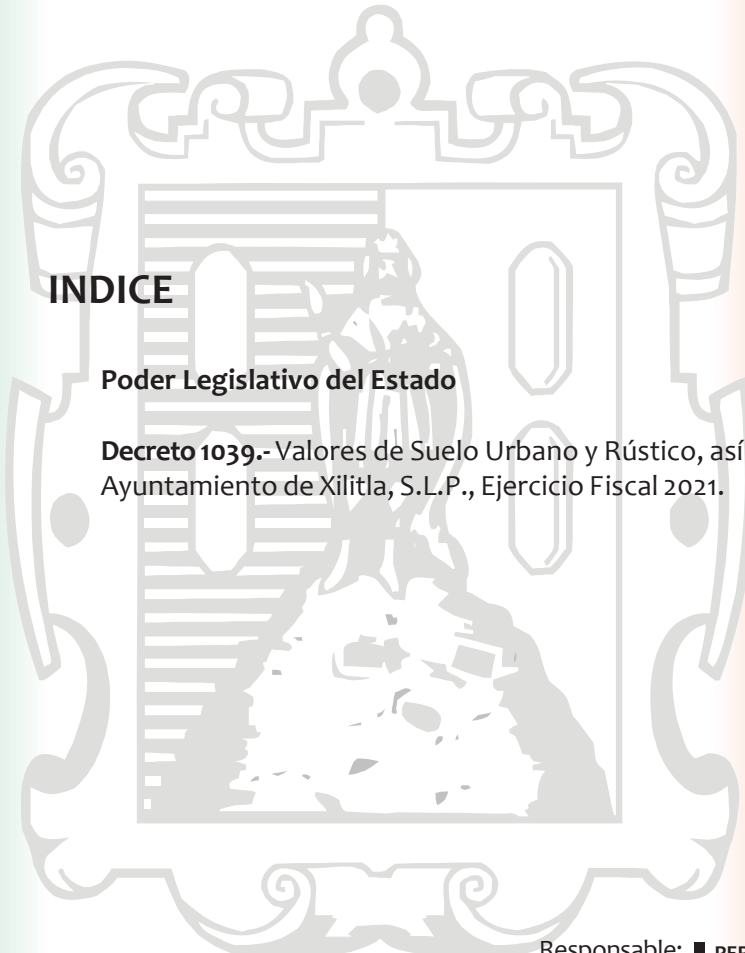 INDICE
Poder Legislativo del Estado
Decreto 1039.- Valores de Suelo Urbano y Rústico, así
Ayuntamiento de Xilitla, S.L.P., Ejercicio Fiscal 2021.
Responsable: